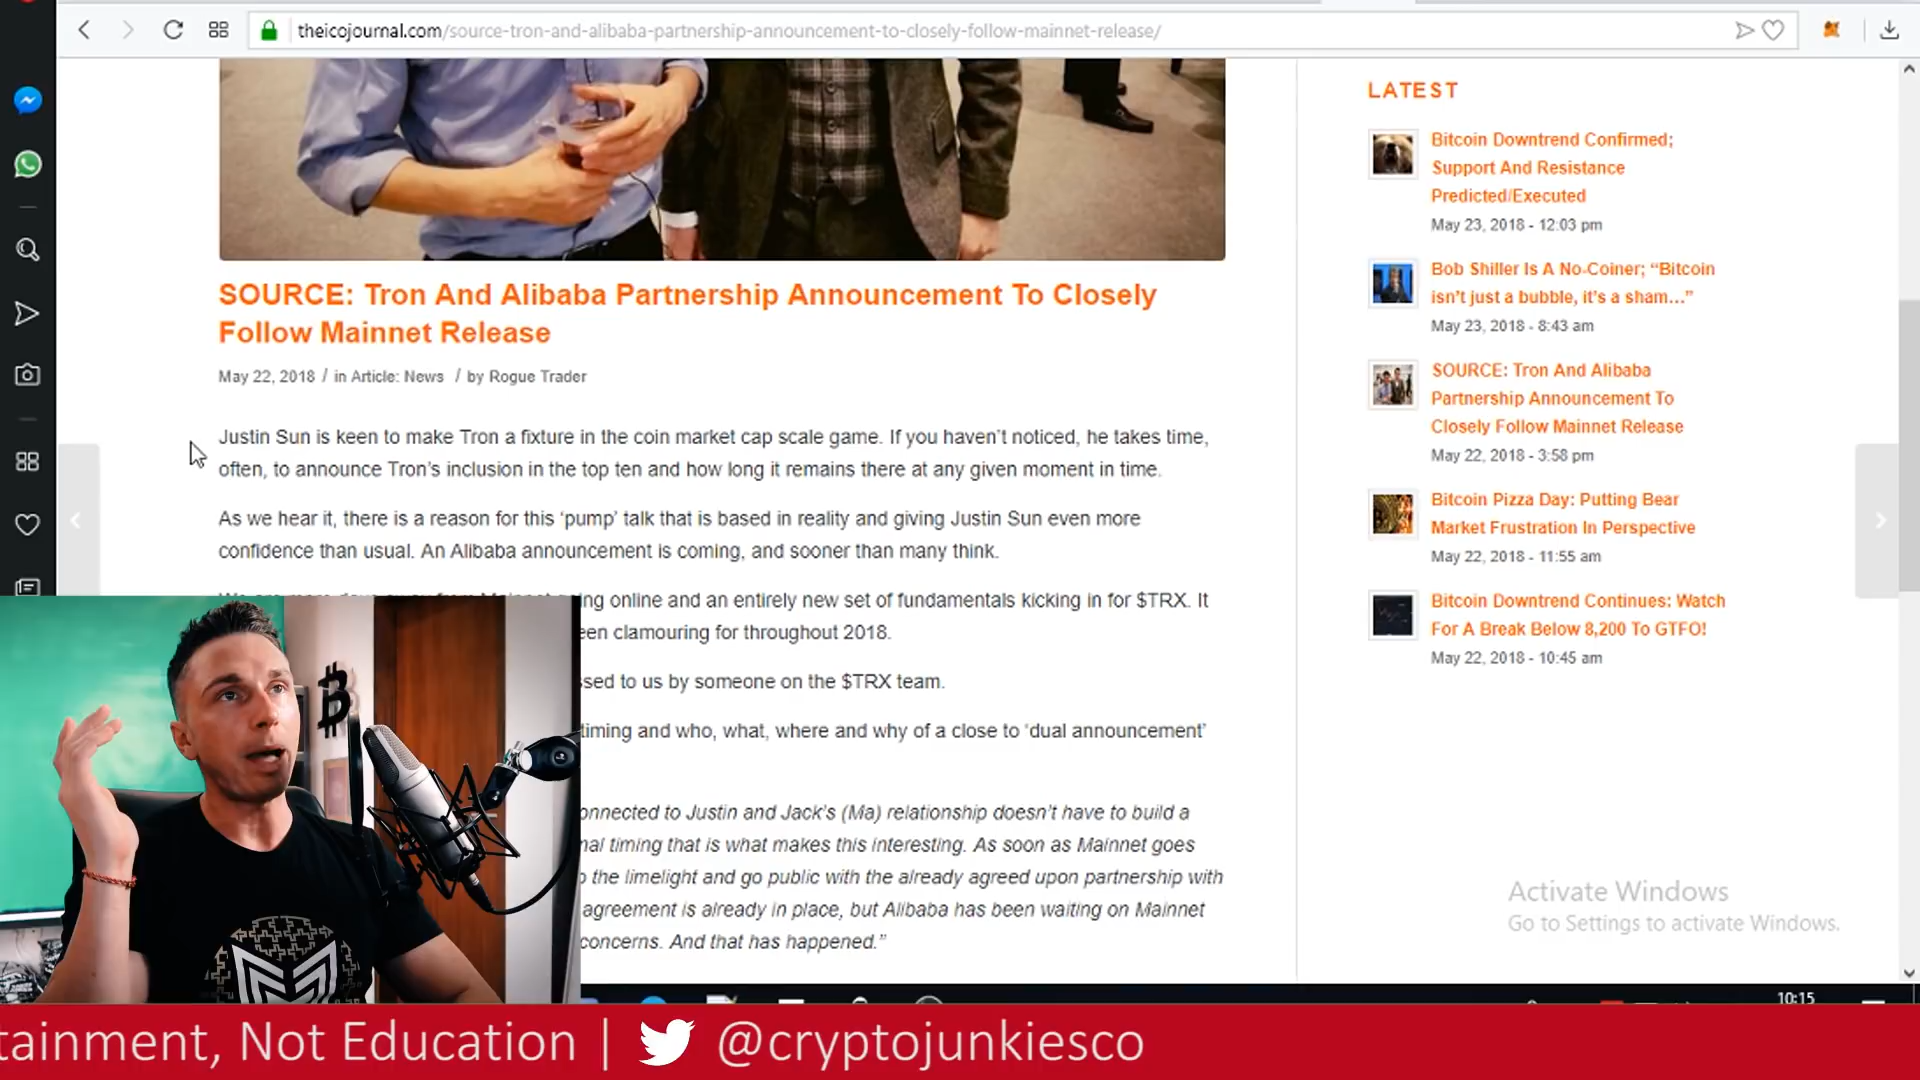 theicojournal.com/source-tron-and-alibaba-partnership-announcement-to-closely-follow-mainnet-release/
SOURCE: Tron And Alibaba Partnership Announcement To Closely
Follow Mainnet Release
May 22, 2018 / in Article: News / by Rogue Trader
Justin Sun is keen to make Tron a fixture in the coin market cap scale game. If you haven't noticed, he takes time,
often, to announce Tron's inclusion in the top ten and how long it remains there at any given moment in time.
As we hear it, there is a reason for this 'pump' talk that is based in reality and giving Justin Sun even more
confidence than usual. An Alibaba announcement is coming, and sooner than many think.
ng online and an entirely new set of fundamentals kicking in for $TRX. It
een clamouring for throughout 2018.
ssed to us by someone on the $TRX team.
timing and who, what, where and why of a close to 'dual announcement'
onnected to Justin and Jack's (Ma) relationship doesn't have to build a
nal timing that is what makes this interesting. As soon as Mainnet goes
the limelight and go public with the already agreed upon partnership with
agreement is already in place, but Alibaba has been waiting on Mainnet
concerns. And that has happened."
LATEST
Bitcoin Downtrend Confirmed;
Support And Resistance
Predicted/Executed
May 23, 2018 - 12:03 pm
Bob Shiller Is A No-Coiner; "Bitcoin
isn't just a bubble, it's a sham…"
May 23, 2018 - 8:43 am
SOURCE: Tron And Alibaba
Partnership Announcement To
Closely Follow Mainnet Release
May 22, 2018 - 3:58 pm
Bitcoin Pizza Day: Putting Bear
Market Frustration In Perspective
May 22, 2018 - 11:55 am
Bitcoin Downtrend Continues: Watch
For A Break Below 8,200 To GTFO!
May 22, 2018 - 10:45 am
Activate Windows
Go to Settings to activate Windows.
10:15
tainment, Not Education | @cryptojunkiesco